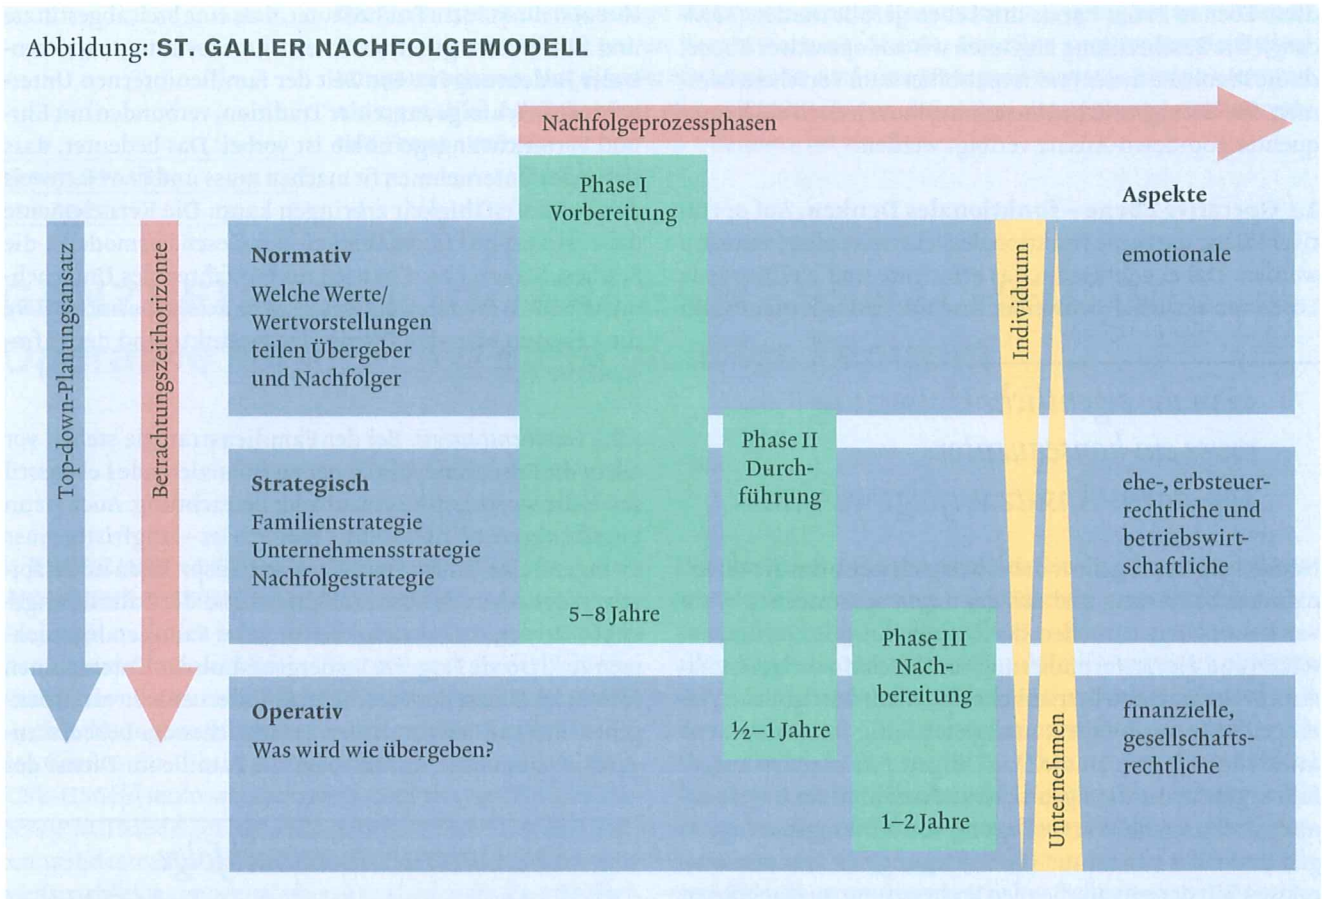 Abbildung: ST. GALLER NACHFOLGEMODELL
Nachfolgeprozessphasen
Phase I
Vorbereitung
Aspekte
Top-down-Planungsansatz
Betrachtungszeithorizonte
Normativ
Welche Werte/
Wertvorstellungen
teilen Übergeber
und Nachfolger
Individuum
emotionale
Phase II
Durch-
führung
Strategisch
Familienstrategie
Unternehmensstrategie
Nachfolgestrategie
5–8 Jahre
ehe-, erbsteuer-
rechtliche und
betriebswirt-
schaftliche
Phase III
Nach-
bereitung
Operativ
Was wird wie übergeben?
½–1 Jahre
1–2 Jahre
Unternehmen
finanzielle,
gesellschafts-
rechtliche